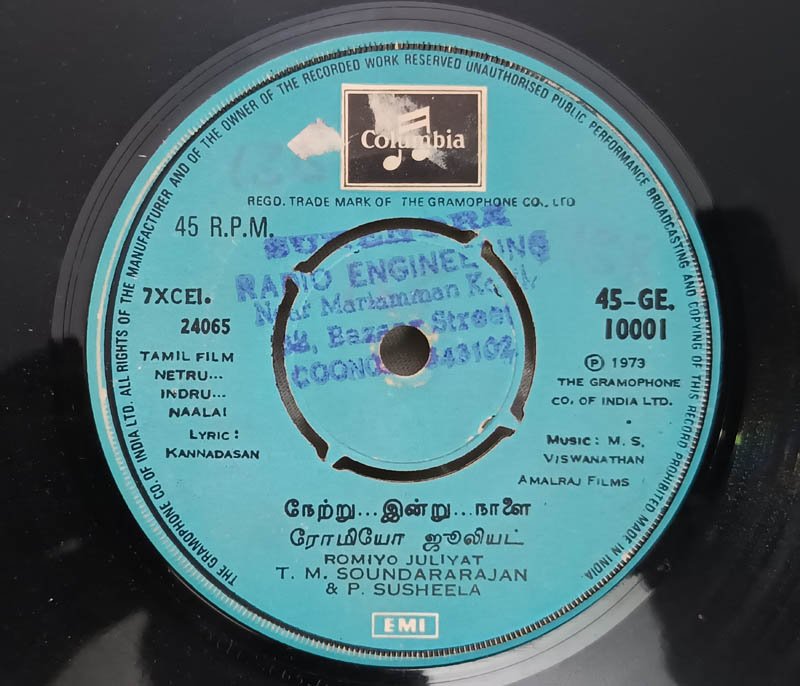 THE GRAMOPHONE CO. OF INDIA LTD. ALL RIGHTS OF THE MANUFACTURER AND OF THE OWNER OF THE RECORDED WORK RESERVED UNAUTHORISED PUBLIC PERFORMANCE BROADCASTING AND COPYING OF THIS RECORD PROHIBITED MADE IN INDIA.
Columbia
REGD. TRADE MARK OF THE GRAMOPHONE CO., LTD
45 R.P.M.
RADIO ENGINEERING
Near Mariamman
Bazaar Street
7XCEI.
24065
45-GE.
10001
Ⓟ 1973
THE GRAMOPHONE
CO. OF INDIA LTD.
TAMIL FILM
NETRU...
INDRU...
NAALAI
LYRIC:
KANNADASAN
MUSIC: M. S.
VISWANATHAN
AMALRAJ FILMS
நேற்று...இன்று...நாளை
ரோமியோ ஜூலியட்
ROMIYO JULIYAT
T. M. SOUNDARARAJAN
& P. SUSHEELA
EMI